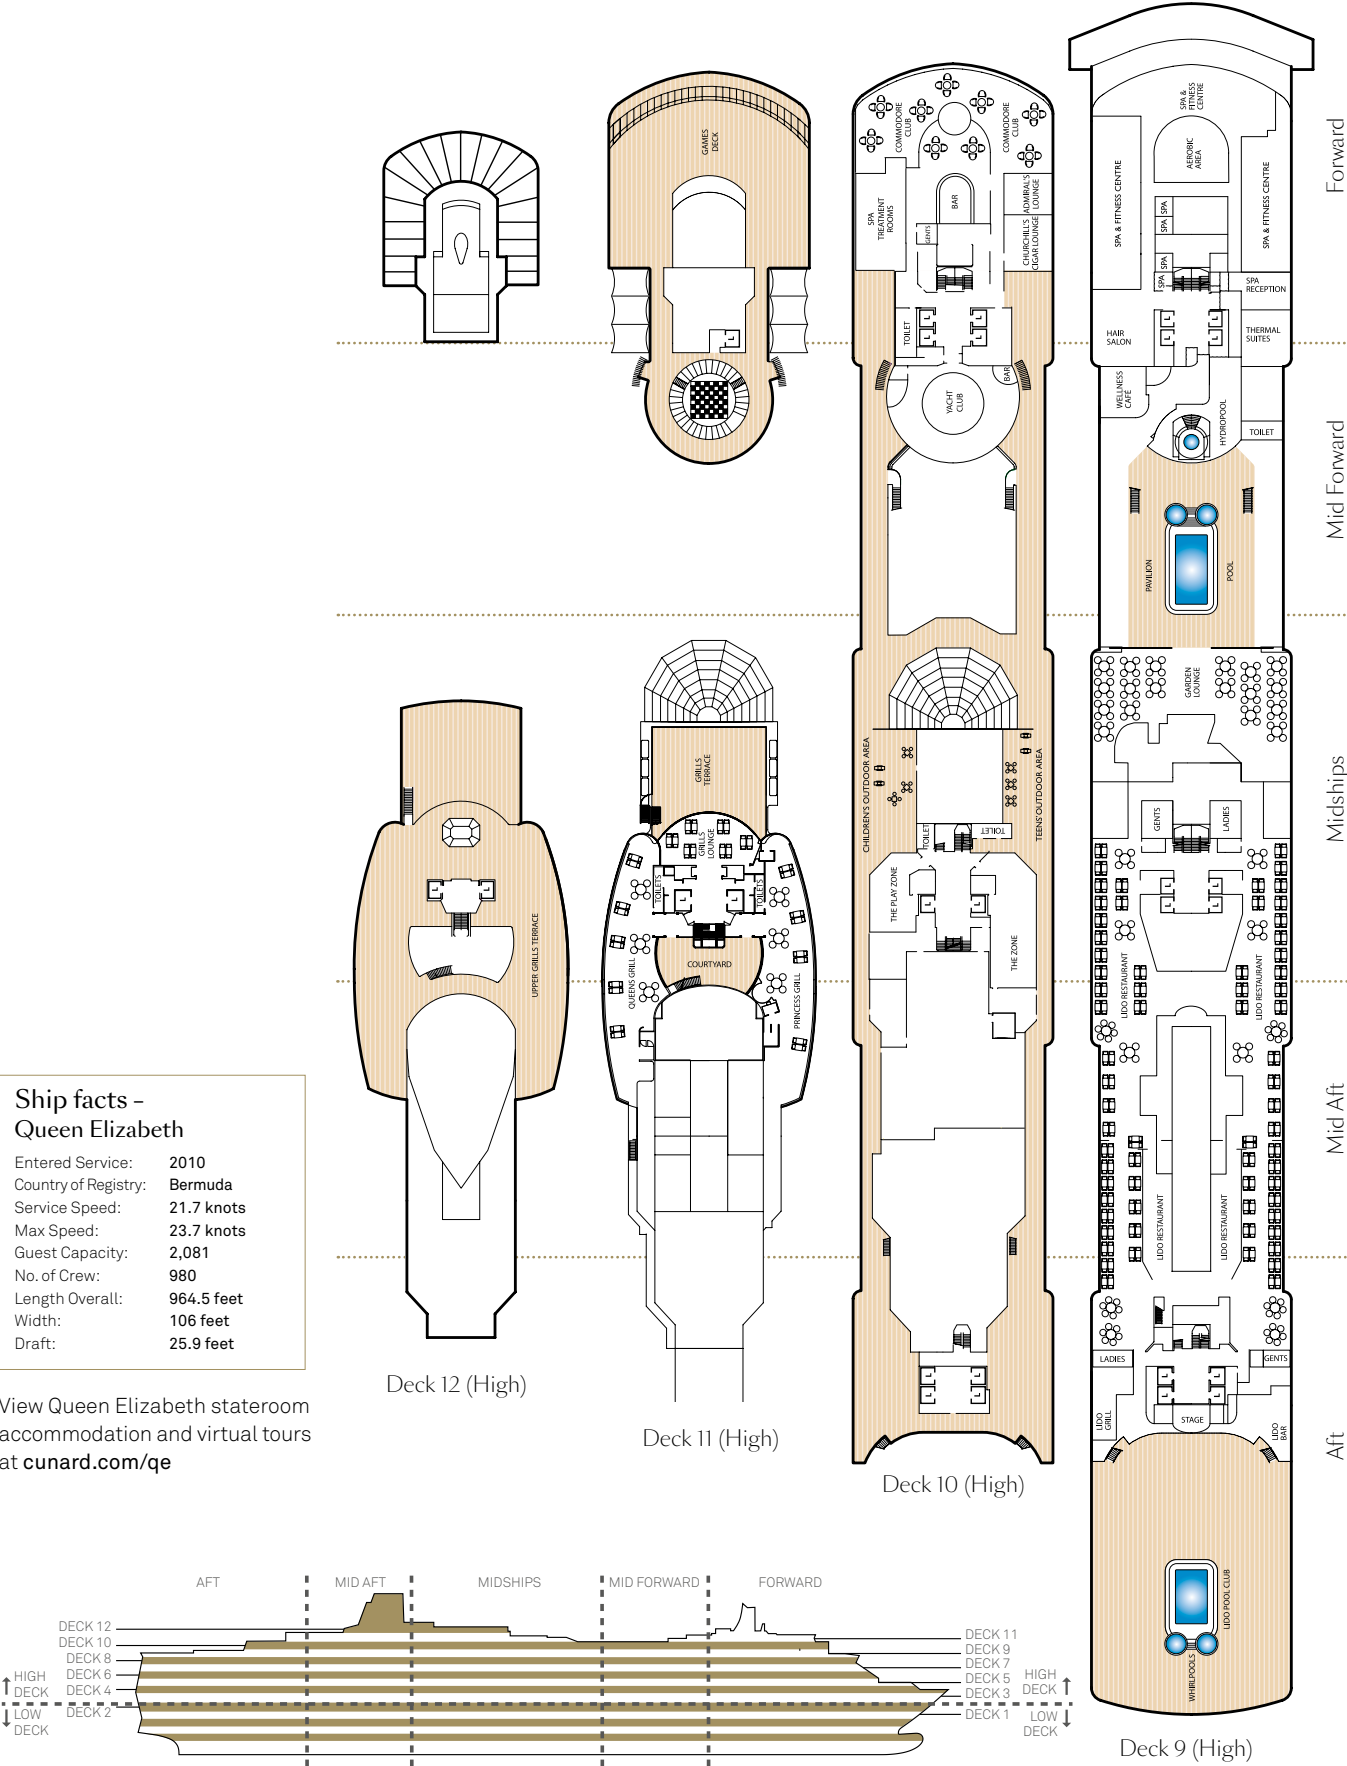 Forward
Mid Forward
Midships
Mid Aft
Aft
UPPER GRILLS TERRACE
L
L
Deck 12 (High)
GAMES
DECK
L
GRILLS
TERRACE
GRILLS
LOUNGE
TOILETS
TOILETS
L
L
COURTYARD
QUEENS GRILL
PRINCESS GRILL
Deck 11 (High)
COMMODORE
CLUB
COMMODORE
CLUB
BAR
SPA
TREATMENT
ROOMS
GENTS
ADMIRAL'S
LOUNGE
CHURCHILL'S
CIGAR LOUNGE
TOILET
L
L
L
L
BAR
YACHT
CLUB
CHILDREN'S OUTDOOR AREA
TEENS' OUTDOOR AREA
TOILET
TOILET
THE PLAY ZONE
L
L
THE ZONE
L
L
L
L
Deck 10 (High)
SPA &
FITNESS
CENTRE
AEROBIC
AREA
SPA & FITNESS CENTRE
SPA & FITNESS CENTRE
SPA
SPA
SPA
SPA
SPA
RECEPTION
HAIR
SALON
L
L
L
L
THERMAL
SUITES
WELLNESS
CAFÉ
HYDROPOOL
TOILET
PAVILION
POOL
GARDEN
LOUNGE
GENTS
LADIES
L
L
L
L
LIDO RESTAURANT
LIDO RESTAURANT
LIDO RESTAURANT
LIDO RESTAURANT
LADIES
GENTS
L
L
L
L
LIDO
GRILL
STAGE
LIDO
BAR
LIDO POOL CLUB
WHIRLPOOLS
Deck 9 (High)
Ship facts –
Queen Elizabeth
Entered Service: 2010
Country of Registry: Bermuda
Service Speed: 21.7 knots
Max Speed: 23.7 knots
Guest Capacity: 2,081
No. of Crew: 980
Length Overall: 964.5 feet
Width: 106 feet
Draft: 25.9 feet
View Queen Elizabeth stateroom
accommodation and virtual tours
at cunard.com/qe
AFT
MID AFT
MIDSHIPS
MID FORWARD
FORWARD
DECK 12
DECK 10
DECK 8
DECK 6
DECK 4
DECK 2
HIGH
DECK
LOW
DECK
DECK 11
DECK 9
DECK 7
DECK 5
DECK 3
DECK 1
HIGH
DECK
LOW
DECK